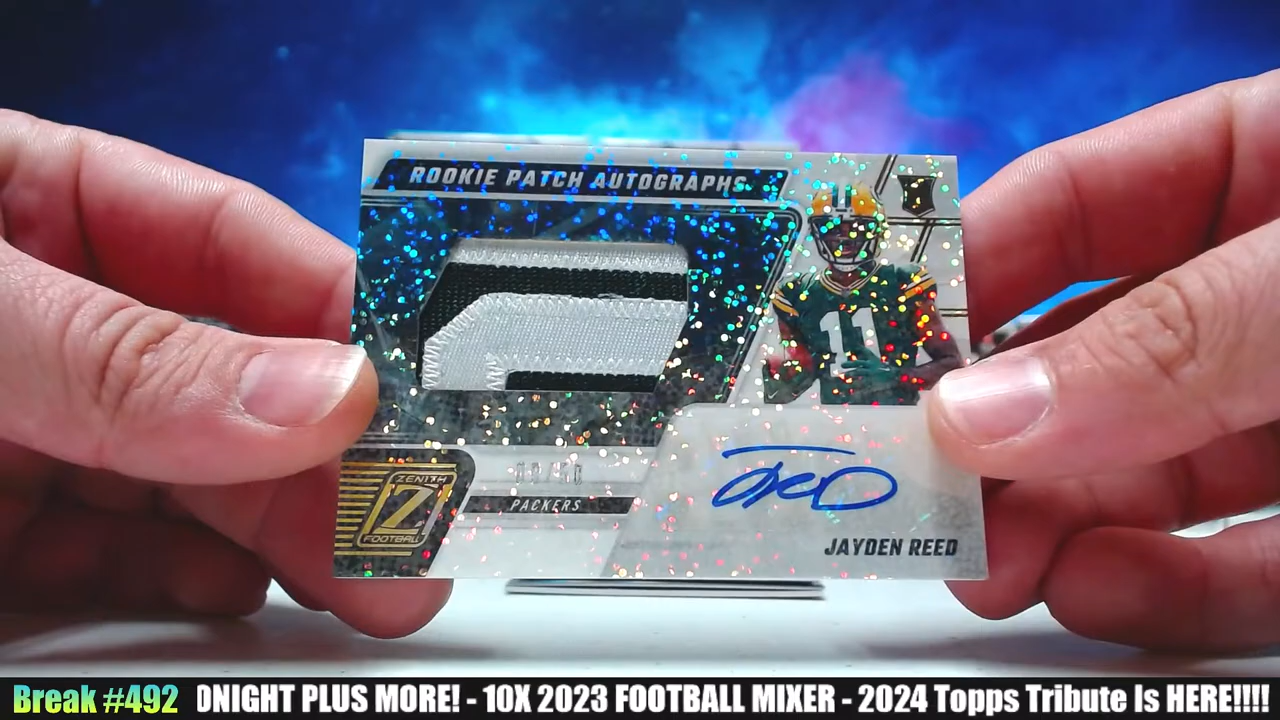 ROOKIE PATCH AUTOGRAPHS
11
ZENITH
Z
FOOTBALL
PACKERS
JAYDEN REED
Break #492
DNIGHT PLUS MORE! - 10X 2023 FOOTBALL MIXER - 2024 Topps Tribute Is HERE!!!!